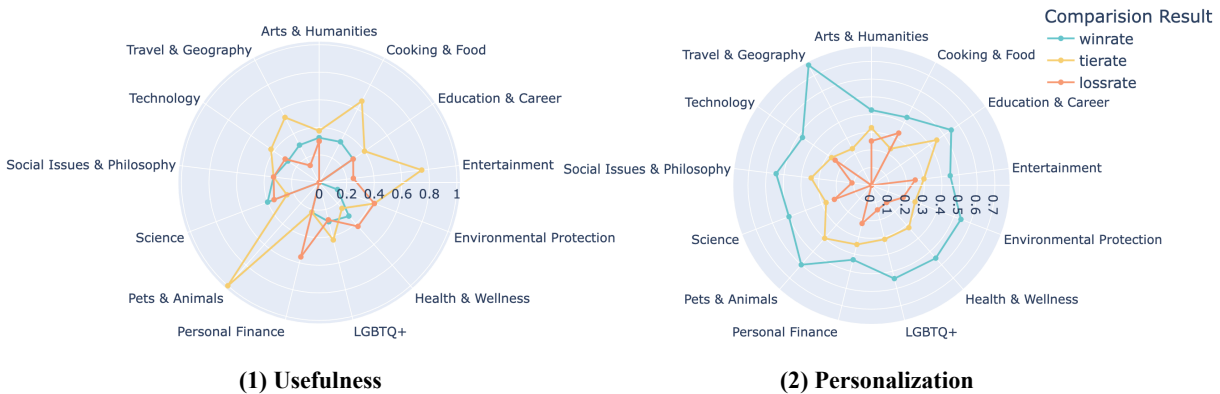 Arts & Humanities
Travel & Geography
Cooking & Food
Technology
Education & Career
Social Issues & Philosophy
Entertainment
0 0.2 0.4 0.6 0.8 1
Science
Environmental Protection
Pets & Animals
Health & Wellness
Personal Finance
LGBTQ+
(1) Usefulness
Comparision Result
winrate
tierate
lossrate
Arts & Humanities
Travel & Geography
Cooking & Food
Technology
Education & Career
Social Issues & Philosophy
Entertainment
0 0.1 0.2 0.3 0.4 0.5 0.6 0.7
Science
Environmental Protection
Pets & Animals
Health & Wellness
Personal Finance
LGBTQ+
(2) Personalization